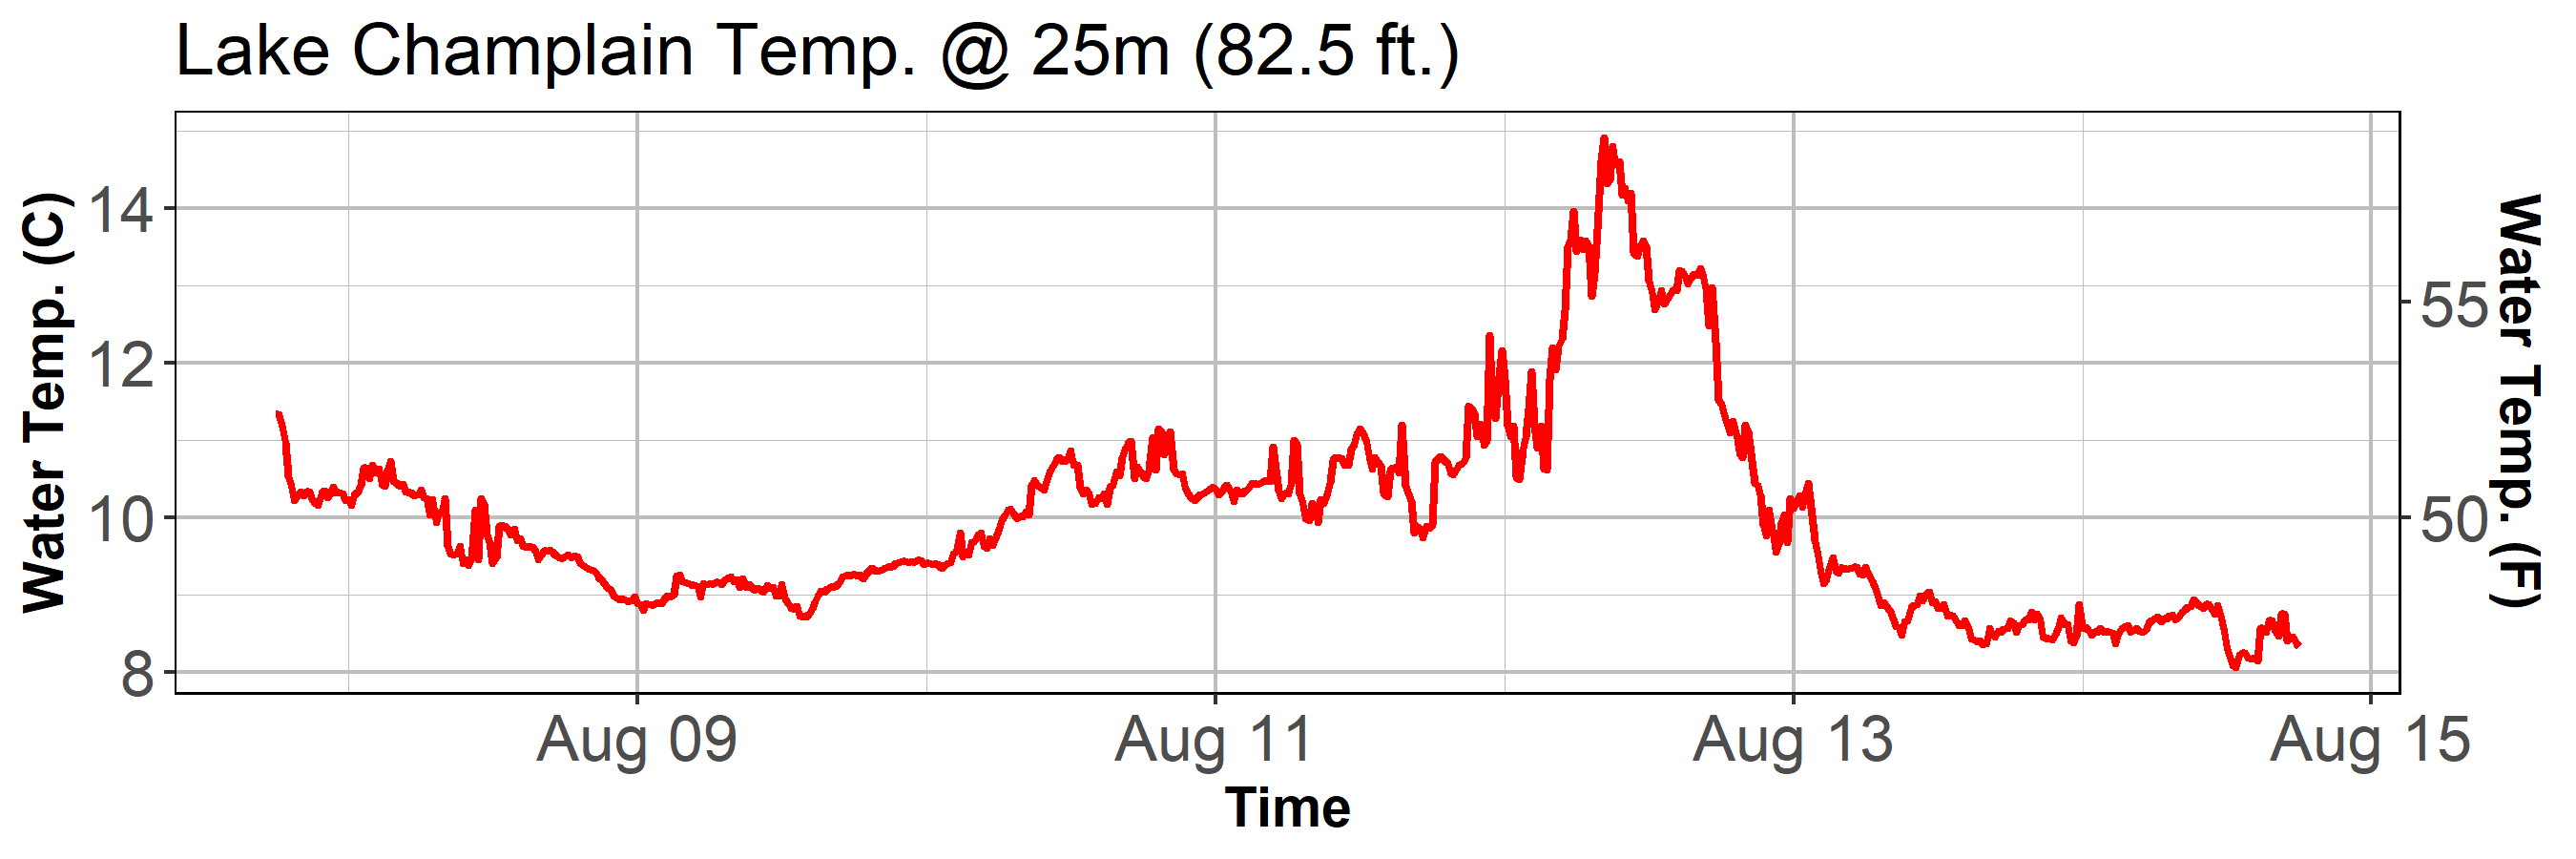 Lake Champlain Temp. @ 25m (82.5 ft.)
Water Temp. (C)
14
12
10
8
55
50
Water Temp. (F)
Aug 09
Aug 11
Aug 13
Aug 15
Time